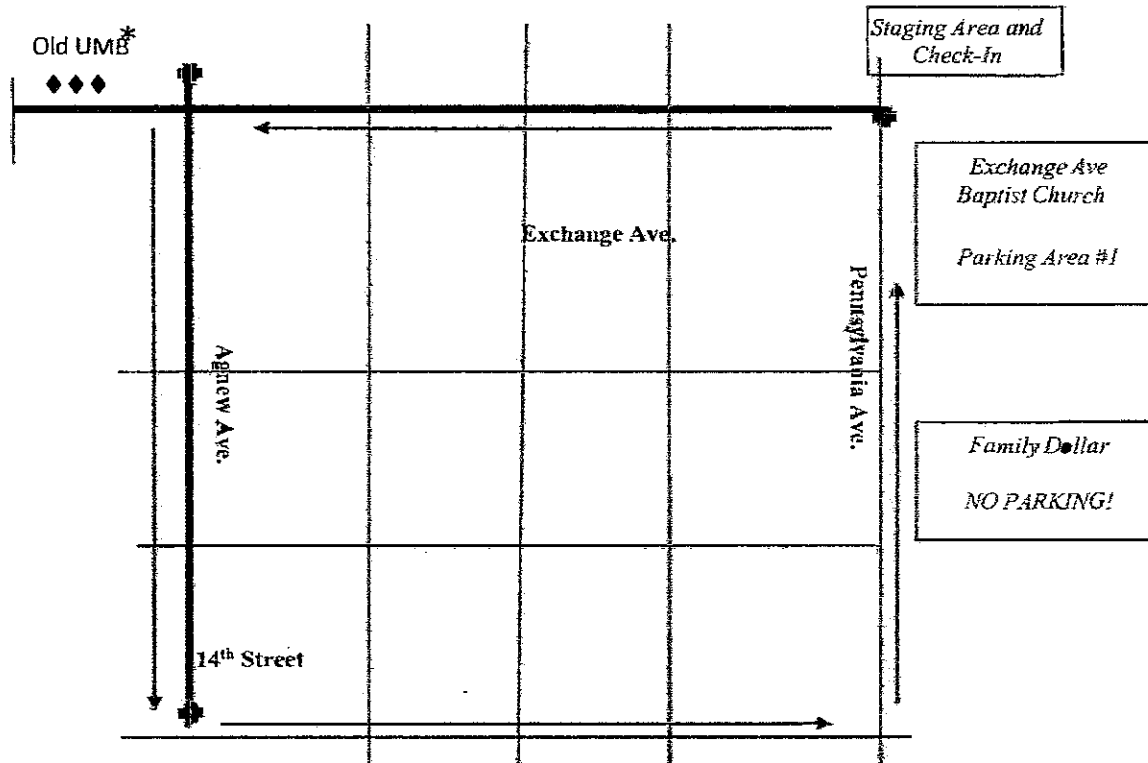 Old UMB*
Staging Area and
Check-In
Exchange Ave
Baptist Church
Parking Area #1
Exchange Ave.
Pennsylvania Ave.
Agnew Ave.
Family Dollar
NO PARKING!
14th Street